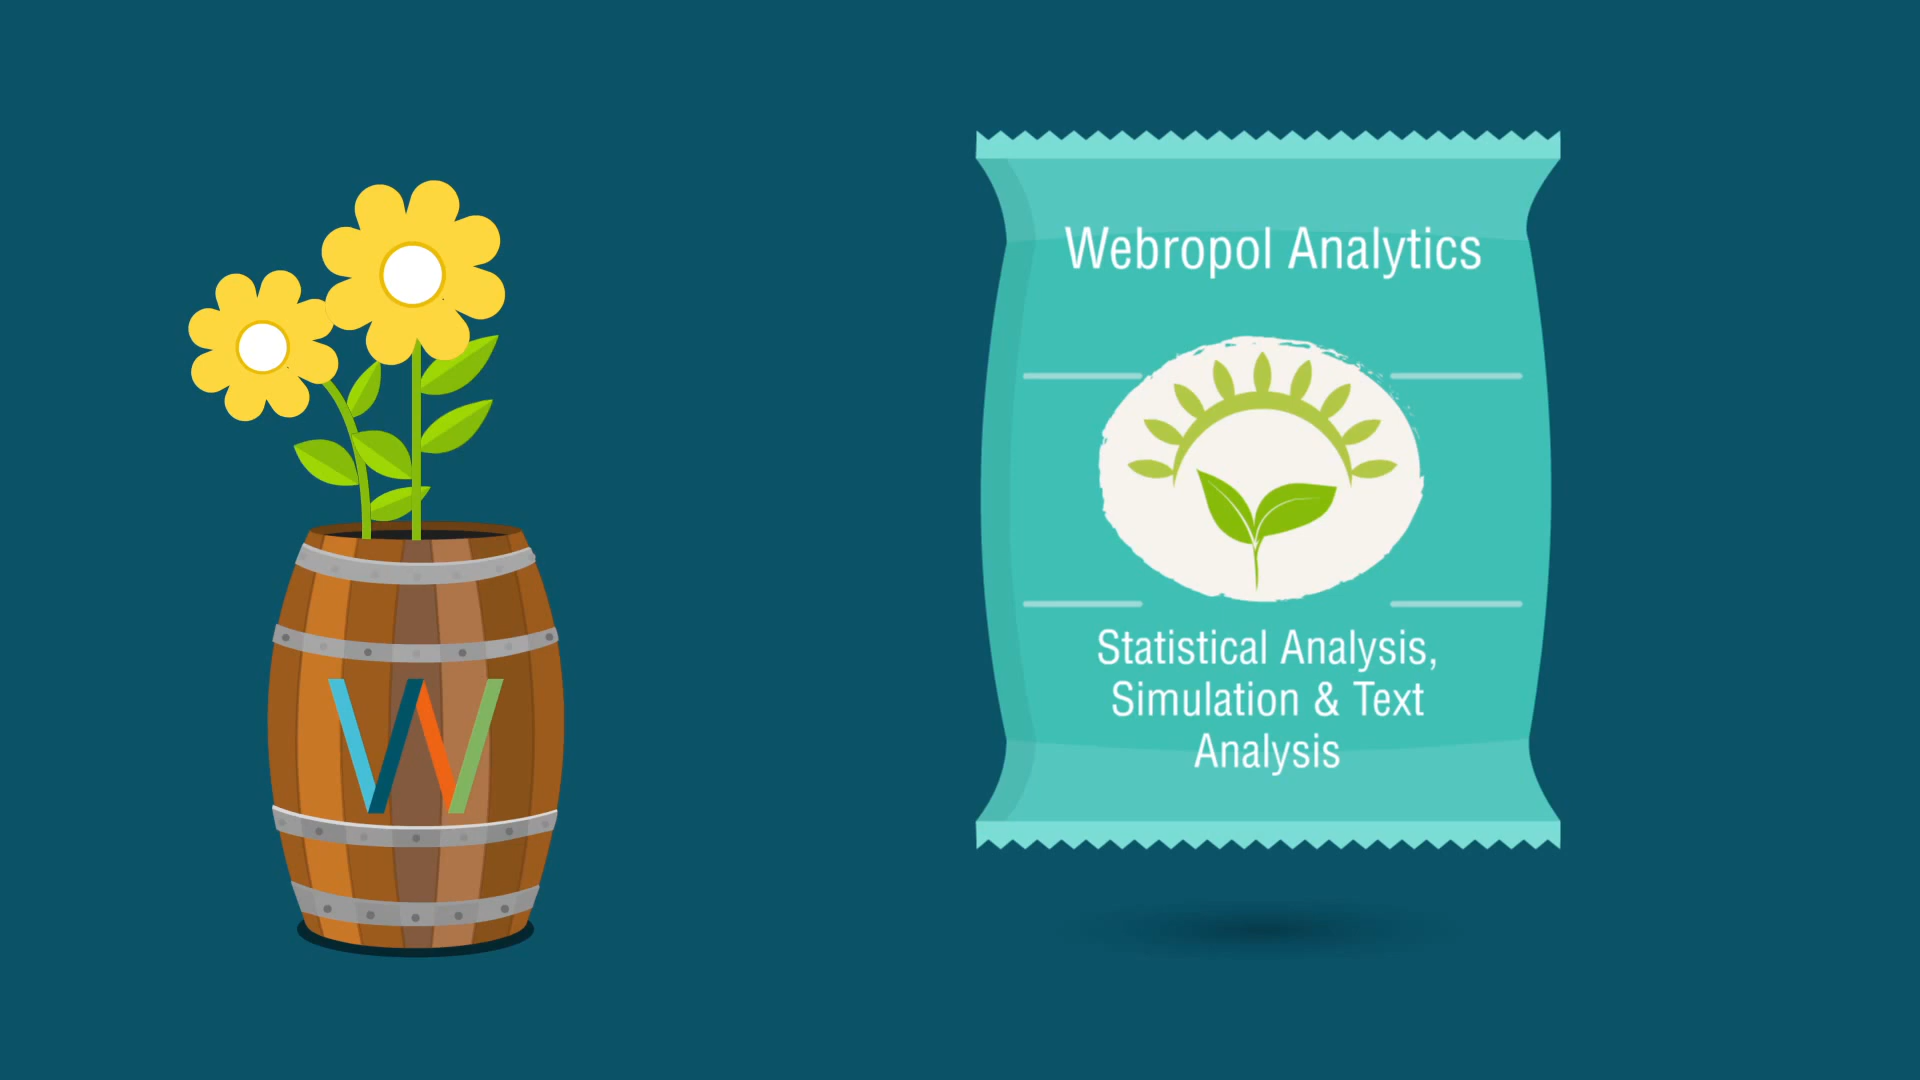 Webropol Analytics
W
Statistical Analysis,
Simulation & Text
Analysis